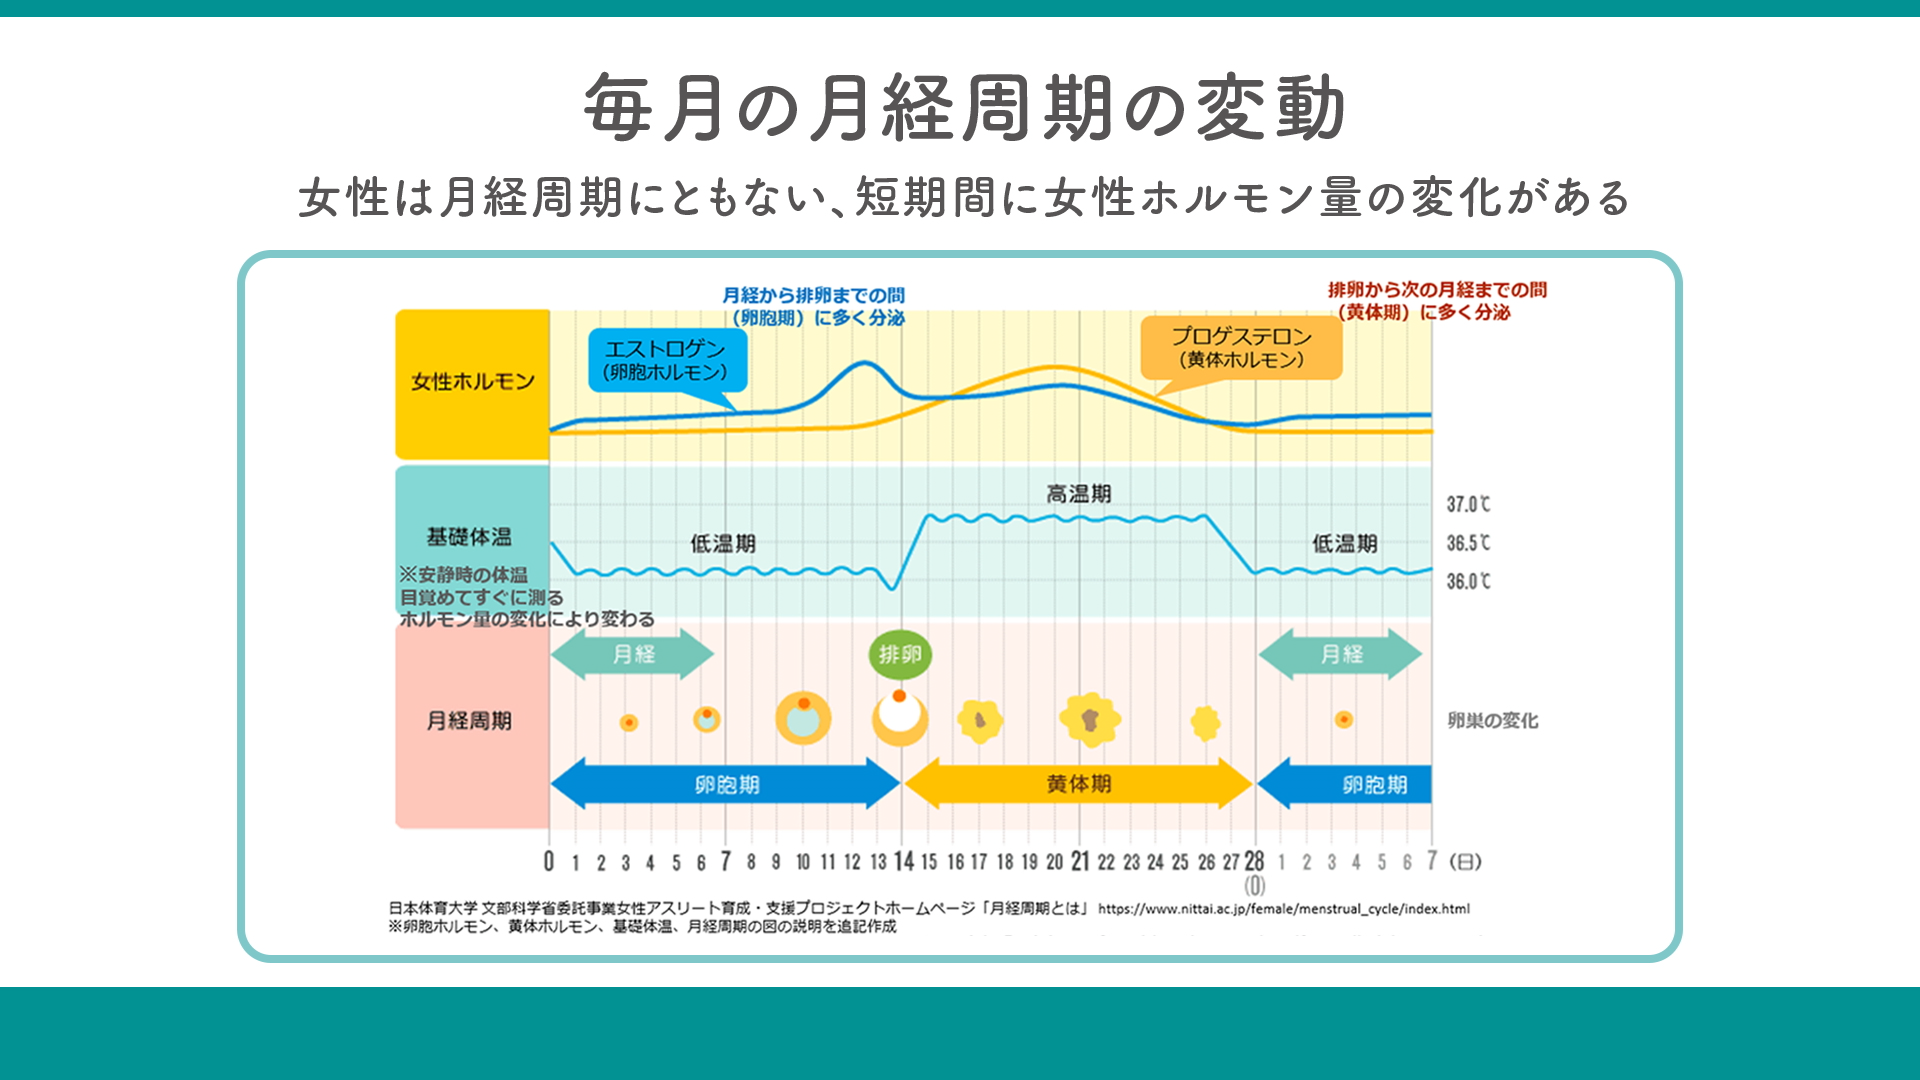 毎月の月経周期の変動
女性は月経周期にともない、短期間に女性ホルモン量の変化がある
月経から排卵までの間
（卵胞期）に多く分泌
排卵から次の月経までの間
（黄体期）に多く分泌
女性ホルモン
エストロゲン
（卵胞ホルモン）
プロゲステロン
（黄体ホルモン）
基礎体温
※安静時の体温
目覚めてすぐに測る
ホルモン量の変化により変わる
低温期
高温期
低温期
37.0℃
36.5℃
36.0℃
月経周期
月経
排卵
月経
卵巣の変化
卵胞期
黄体期
卵胞期
0 1 2 3 4 5 6 7 8 9 10 11 12 13 14 15 16 17 18 19 20 21 22 23 24 25 26 27 28 1 2 3 4 5 6 7 （日）
(0)
日本体育大学 文部科学省委託事業女性アスリート育成・支援プロジェクトホームページ「月経周期とは」 https://www.nittai.ac.jp/female/menstrual_cycle/index.html
※卵胞ホルモン、黄体ホルモン、基礎体温、月経周期の図の説明を追記作成